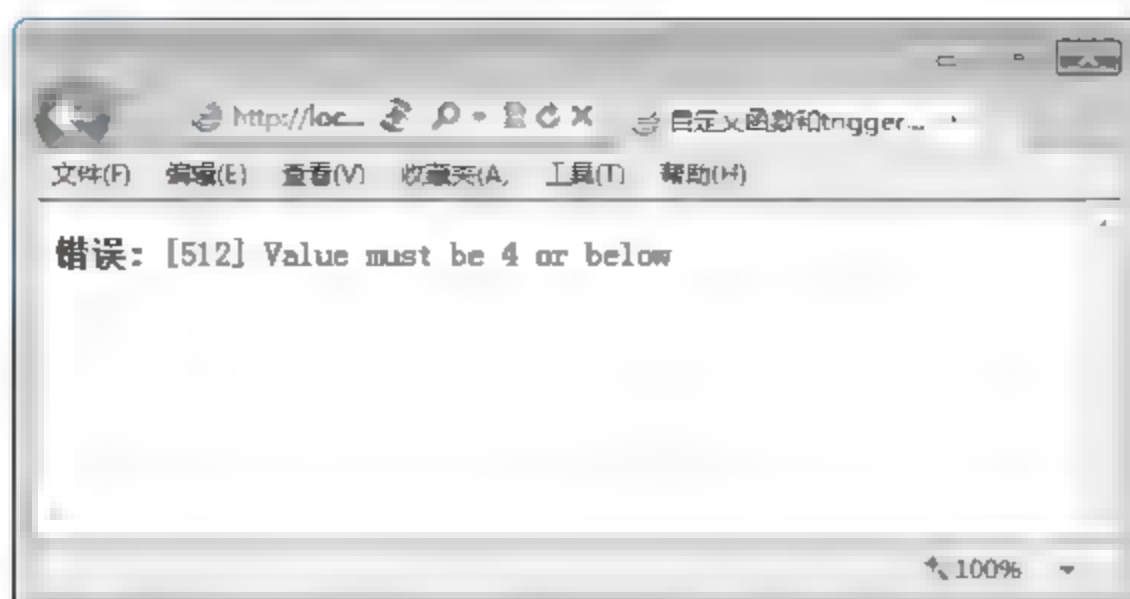 http://loc... 自定义函数和trigger...
文件(F) 编辑(E) 查看(V) 收藏夹(A) 工具(T) 帮助(H)
错误: [512] Value must be 4 or below
100%